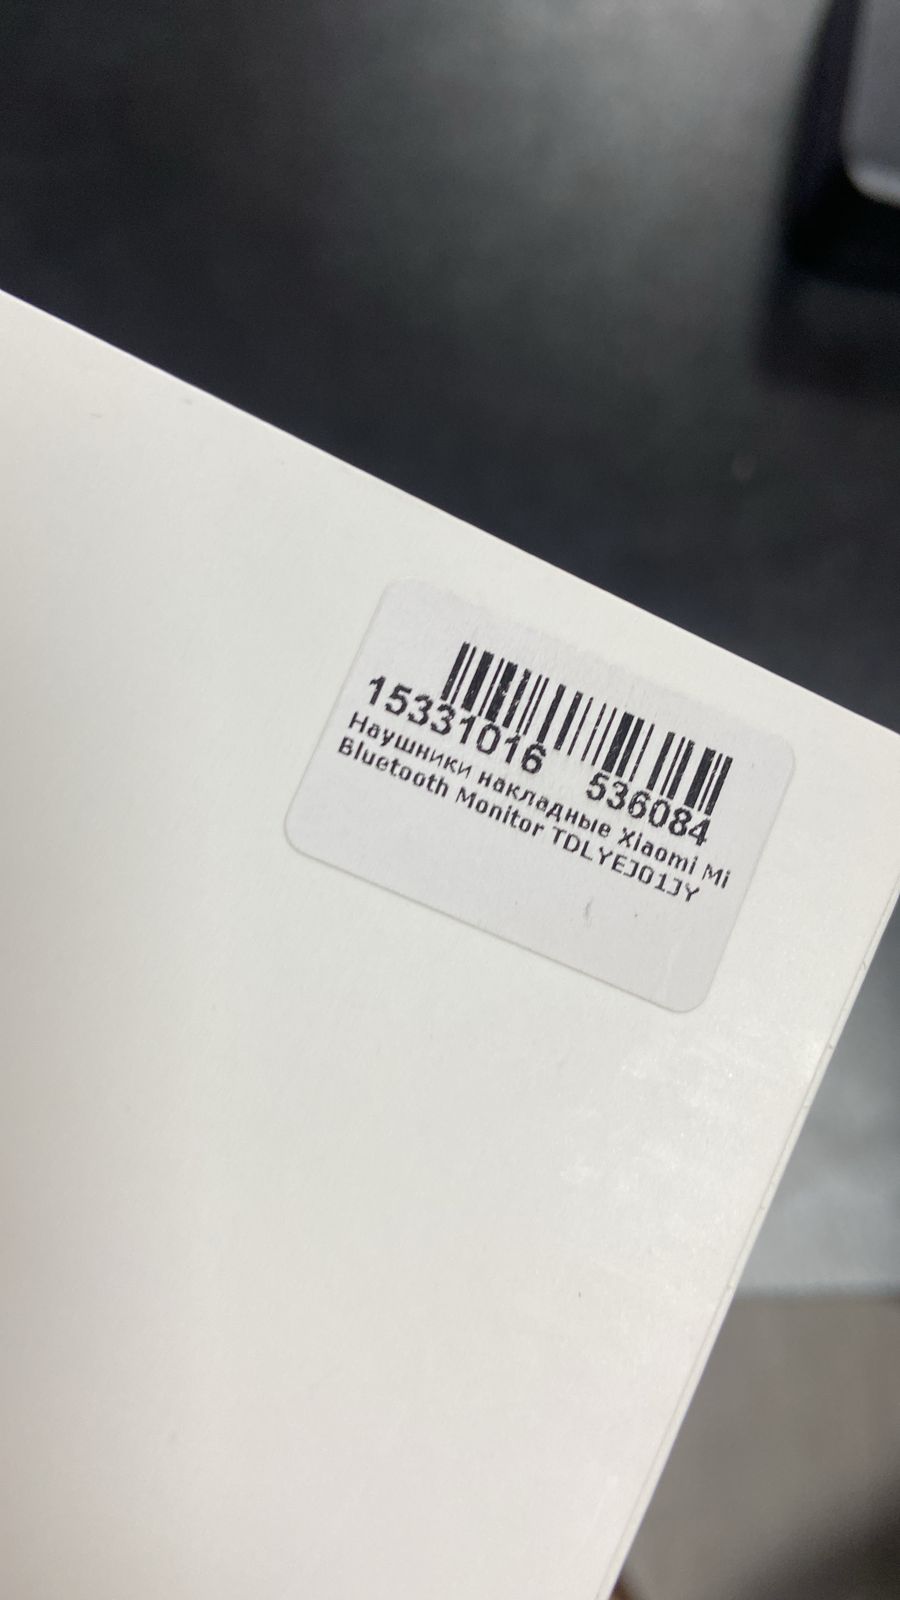 15331016 536084
Наушники накладные Xiaomi Mi
Bluetooth Monitor TDLYEJ01JY